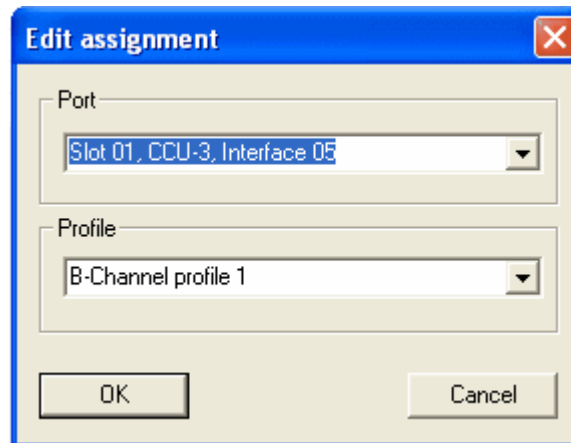 Edit assignment
Port
Slot 01, CCU-3, Interface 05
Profile
B-Channel profile 1
OK
Cancel